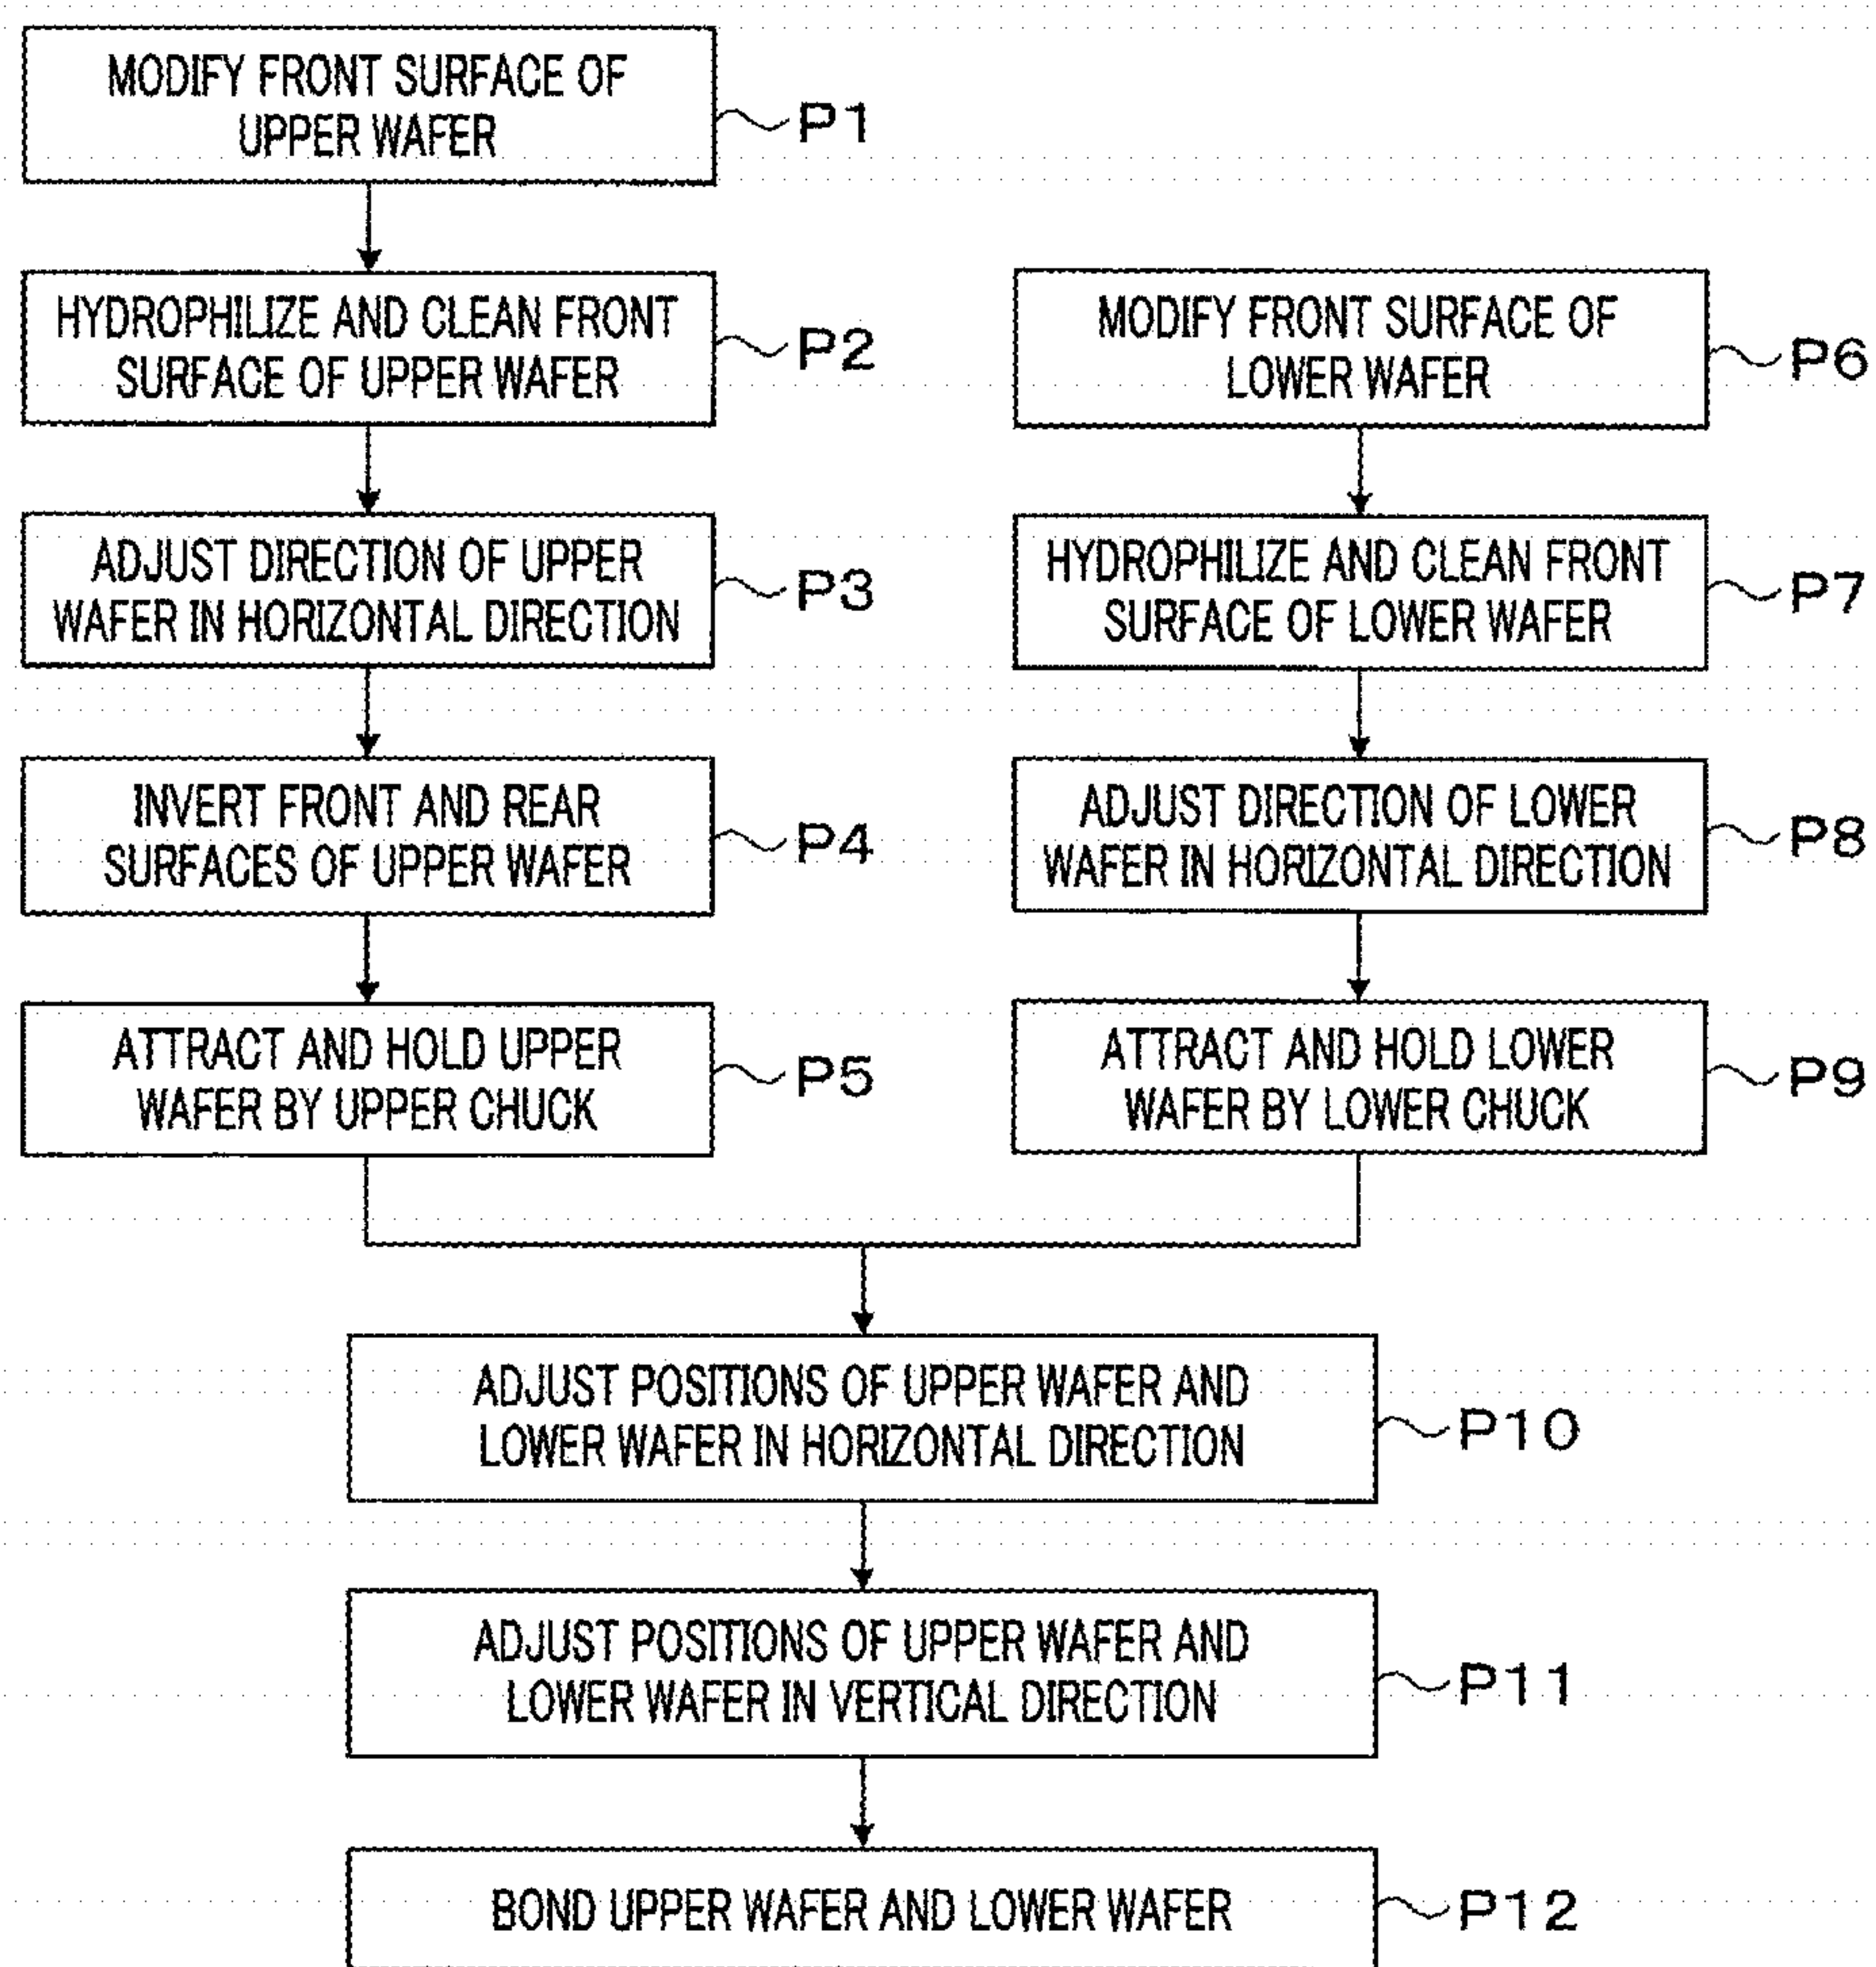 MODIFY FRONT SURFACE OF
UPPER WAFER
P1
HYDROPHILIZE AND CLEAN FRONT
SURFACE OF UPPER WAFER
P2
ADJUST DIRECTION OF UPPER
WAFER IN HORIZONTAL DIRECTION
P3
INVERT FRONT AND REAR
SURFACES OF UPPER WAFER
P4
ATTRACT AND HOLD UPPER
WAFER BY UPPER CHUCK
P5
MODIFY FRONT SURFACE OF
LOWER WAFER
P6
HYDROPHILIZE AND CLEAN FRONT
SURFACE OF LOWER WAFER
P7
ADJUST DIRECTION OF LOWER
WAFER IN HORIZONTAL DIRECTION
P8
ATTRACT AND HOLD LOWER
WAFER BY LOWER CHUCK
P9
ADJUST POSITIONS OF UPPER WAFER AND
LOWER WAFER IN HORIZONTAL DIRECTION
P10
ADJUST POSITIONS OF UPPER WAFER AND
LOWER WAFER IN VERTICAL DIRECTION
P11
BOND UPPER WAFER AND LOWER WAFER
P12